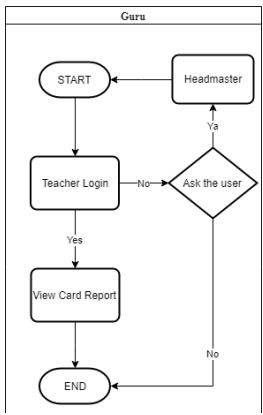 Guru
START
Headmaster
Ya
Teacher Login
No
Ask the user
Yes
View Card Report
No
END